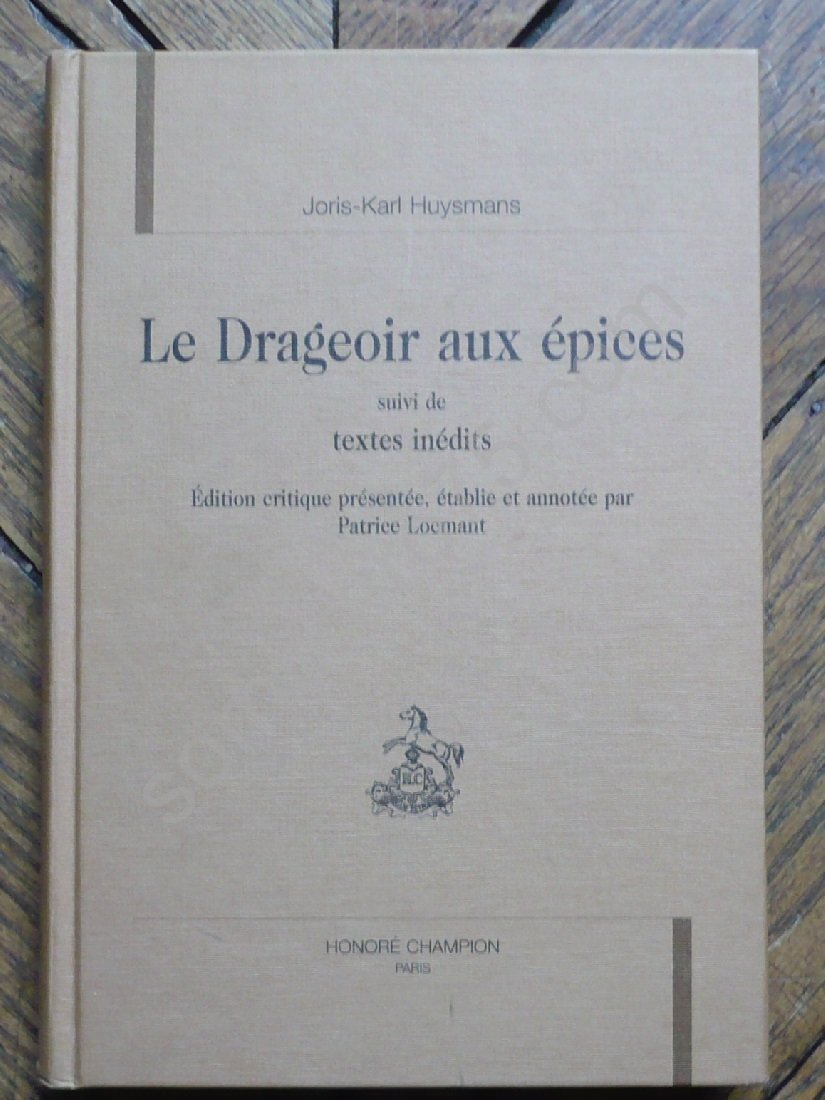 Joris-Karl Huysmans
Le Drageoir aux épices
suivi de
textes inédits
Édition critique présentée, établie et annotée par
Patrice Locmant
HONORÉ CHAMPION
PARIS